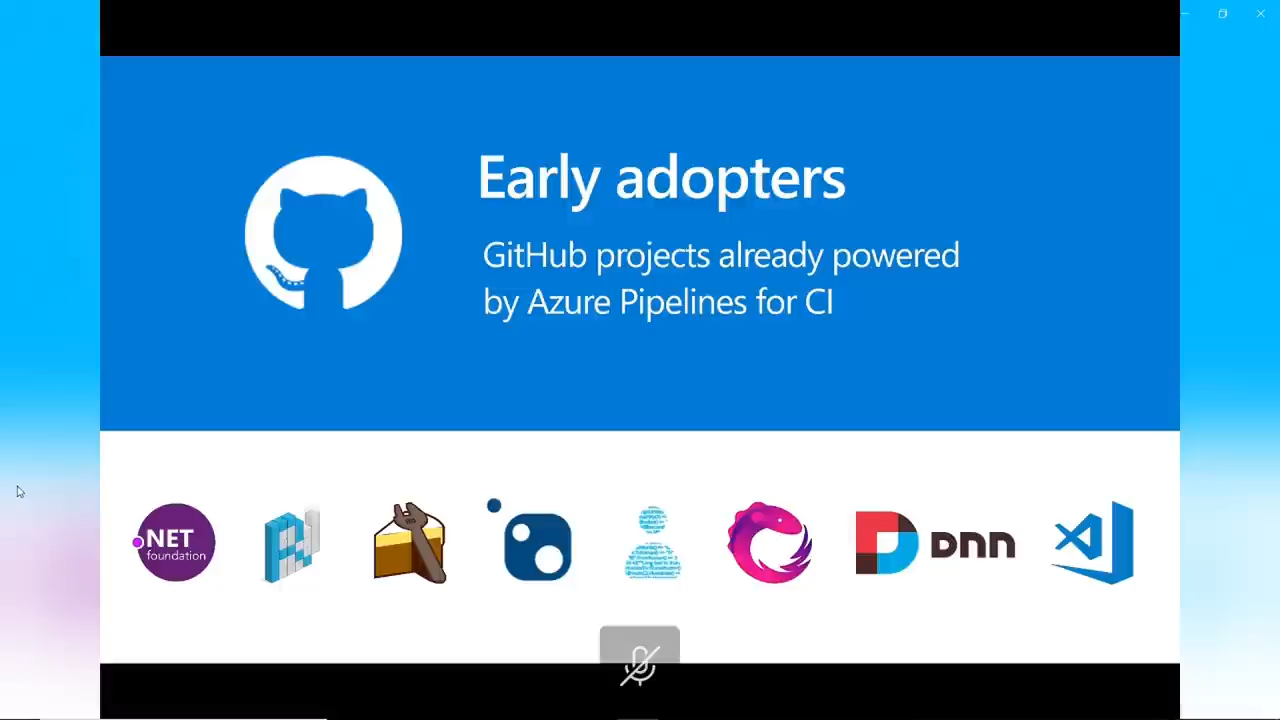 Early adopters
GitHub projects already powered
by Azure Pipelines for CI
.NET
foundation
DNN